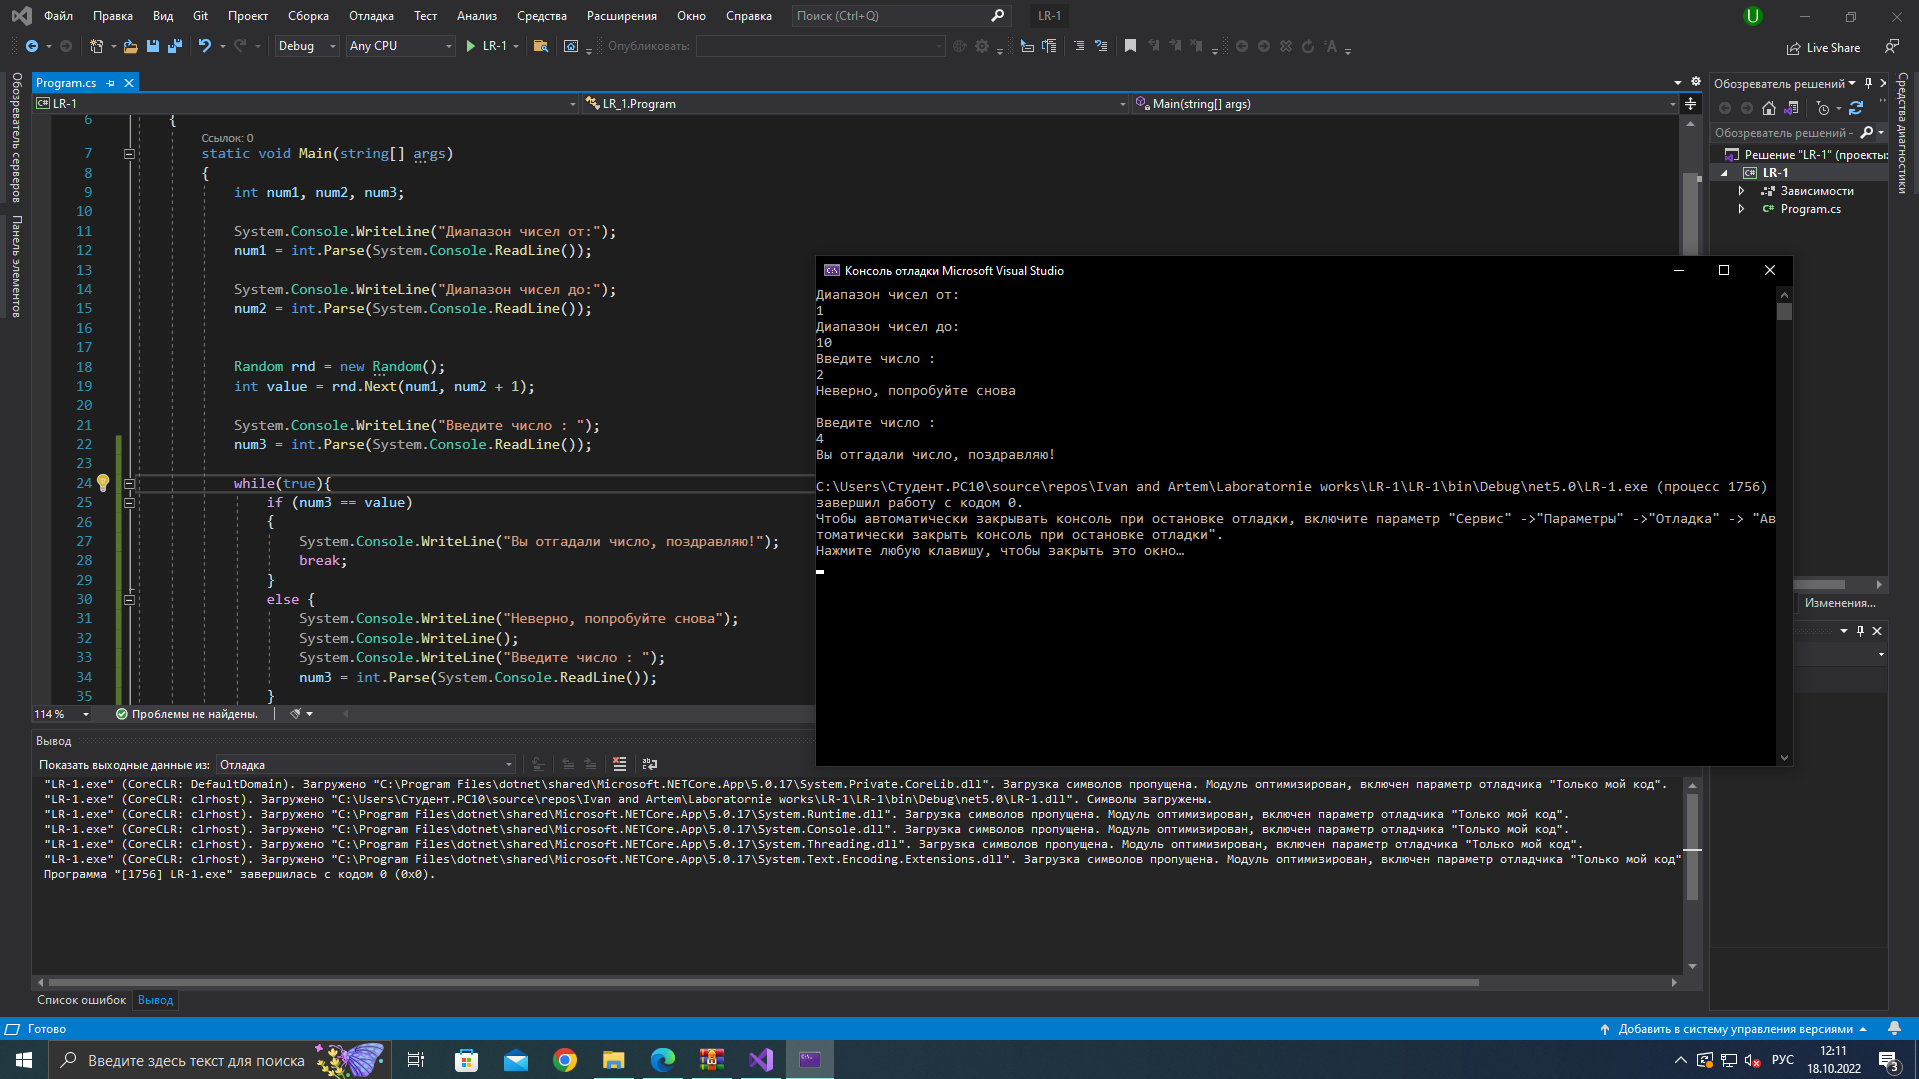 Файл Правка Вид Git Проект Сборка Отладка Тест Анализ Средства Расширения Окно Справка Поиск (Ctrl+Q) LR-1 U
Debug Any CPU LR-1 Опубликовать: Live Share
Обозреватель серверов
Панель элементов
Program.cs
LR-1 LR_1.Program Main(string[] args)
6 {
Ссылок: 0
7 static void Main(string[] args)
8 {
9 int num1, num2, num3;
10
11 System.Console.WriteLine("Диапазон чисел от:");
12 num1 = int.Parse(System.Console.ReadLine());
13
14 System.Console.WriteLine("Диапазон чисел до:");
15 num2 = int.Parse(System.Console.ReadLine());
16
17
18 Random rnd = new Random();
19 int value = rnd.Next(num1, num2 + 1);
20
21 System.Console.WriteLine("Введите число : ");
22 num3 = int.Parse(System.Console.ReadLine());
23
24 while(true){
25 if (num3 == value)
26 {
27 System.Console.WriteLine("Вы отгадали число, поздравляю!");
28 break;
29 }
30 else {
31 System.Console.WriteLine("Неверно, попробуйте снова");
32 System.Console.WriteLine();
33 System.Console.WriteLine("Введите число : ");
34 num3 = int.Parse(System.Console.ReadLine());
35 }
114 % Проблемы не найдены.
Консоль отладки Microsoft Visual Studio
Диапазон чисел от:
1
Диапазон чисел до:
10
Введите число :
2
Неверно, попробуйте снова
Введите число :
4
Вы отгадали число, поздравляю!
C:\Users\Студент.PC10\source\repos\Ivan and Artem\Laboratornie works\LR-1\LR-1\bin\Debug\net5.0\LR-1.exe (процесс 1756)
завершил работу с кодом 0.
Чтобы автоматически закрывать консоль при остановке отладки, включите параметр "Сервис" ->"Параметры" ->"Отладка" -> "Ав
томатически закрыть консоль при остановке отладки".
Нажмите любую клавишу, чтобы закрыть это окно…
Обозреватель решений
Обозреватель решений -
Решение "LR-1" (проекты:
LR-1
Зависимости
Program.cs
Средства диагностики
Изменения...
Вывод
Показать выходные данные из: Отладка
"LR-1.exe" (CoreCLR: DefaultDomain). Загружено "C:\Program Files\dotnet\shared\Microsoft.NETCore.App\5.0.17\System.Private.CoreLib.dll". Загрузка символов пропущена. Модуль оптимизирован, включен параметр отладчика "Только мой код".
"LR-1.exe" (CoreCLR: clrhost). Загружено "C:\Users\Студент.PC10\source\repos\Ivan and Artem\Laboratornie works\LR-1\LR-1\bin\Debug\net5.0\LR-1.dll". Символы загружены.
"LR-1.exe" (CoreCLR: clrhost). Загружено "C:\Program Files\dotnet\shared\Microsoft.NETCore.App\5.0.17\System.Runtime.dll". Загрузка символов пропущена. Модуль оптимизирован, включен параметр отладчика "Только мой код".
"LR-1.exe" (CoreCLR: clrhost). Загружено "C:\Program Files\dotnet\shared\Microsoft.NETCore.App\5.0.17\System.Console.dll". Загрузка символов пропущена. Модуль оптимизирован, включен параметр отладчика "Только мой код".
"LR-1.exe" (CoreCLR: clrhost). Загружено "C:\Program Files\dotnet\shared\Microsoft.NETCore.App\5.0.17\System.Threading.dll". Загрузка символов пропущена. Модуль оптимизирован, включен параметр отладчика "Только мой код".
"LR-1.exe" (CoreCLR: clrhost). Загружено "C:\Program Files\dotnet\shared\Microsoft.NETCore.App\5.0.17\System.Text.Encoding.Extensions.dll". Загрузка символов пропущена. Модуль оптимизирован, включен параметр отладчика "Только мой код"
Программа "[1756] LR-1.exe" завершилась с кодом 0 (0x0).
Список ошибок Вывод
Готово Добавить в систему управления версиями
Введите здесь текст для поиска РУС 12:11
18.10.2022 3